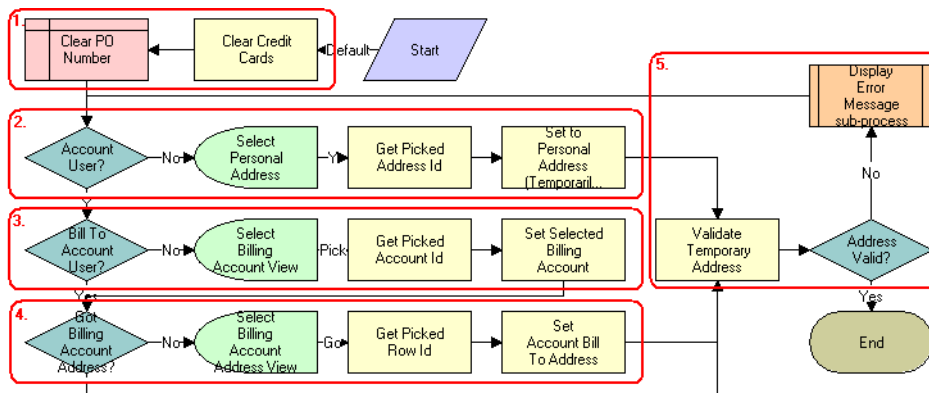 1.
Clear PO
Number
Clear Credit
Cards
Default
Start
5.
Display
Error
Message
sub-process
2.
Account
User?
No
Select
Personal
Address
Y
Get Picked
Address Id
Set to
Personal
Address
(Temporaril...
No
Y
3.
Bill To
Account
User?
No
Select
Billing
Account View
Pick
Get Picked
Account Id
Set Selected
Billing
Account
Validate
Temporary
Address
Address
Valid?
Yes
Yes
4.
Got
Billing
Account
Address?
No
Select
Billing
Account
Address View
Go
Get Picked
Row Id
Set
Account Bill
To Address
End